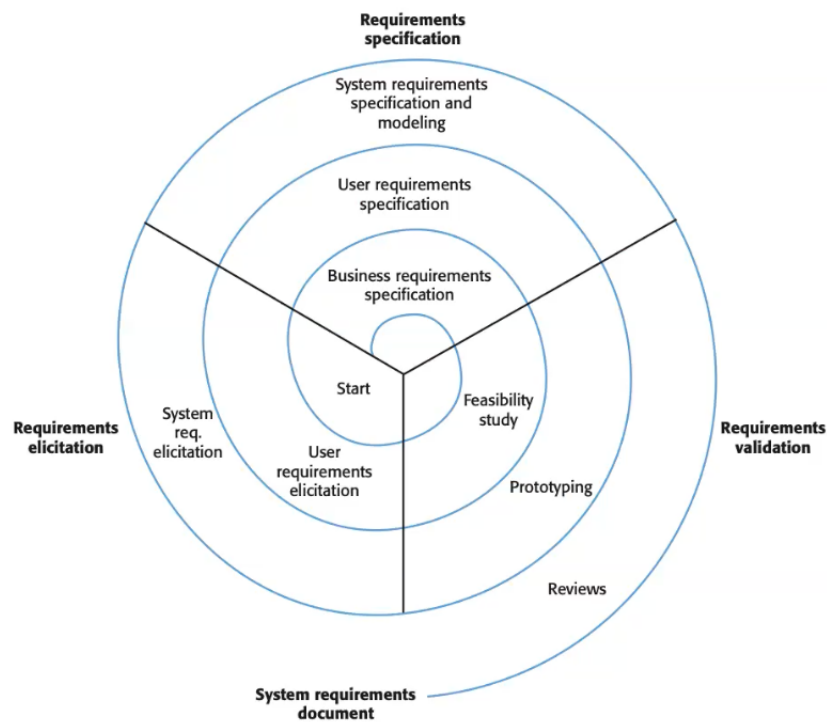 Requirements
specification
System requirements
specification and
modeling
User requirements
specification
Business requirements
specification
Start
Feasibility
study
System
req.
elicitation
Requirements
elicitation
User
requirements
elicitation
Requirements
validation
Prototyping
Reviews
System requirements
document